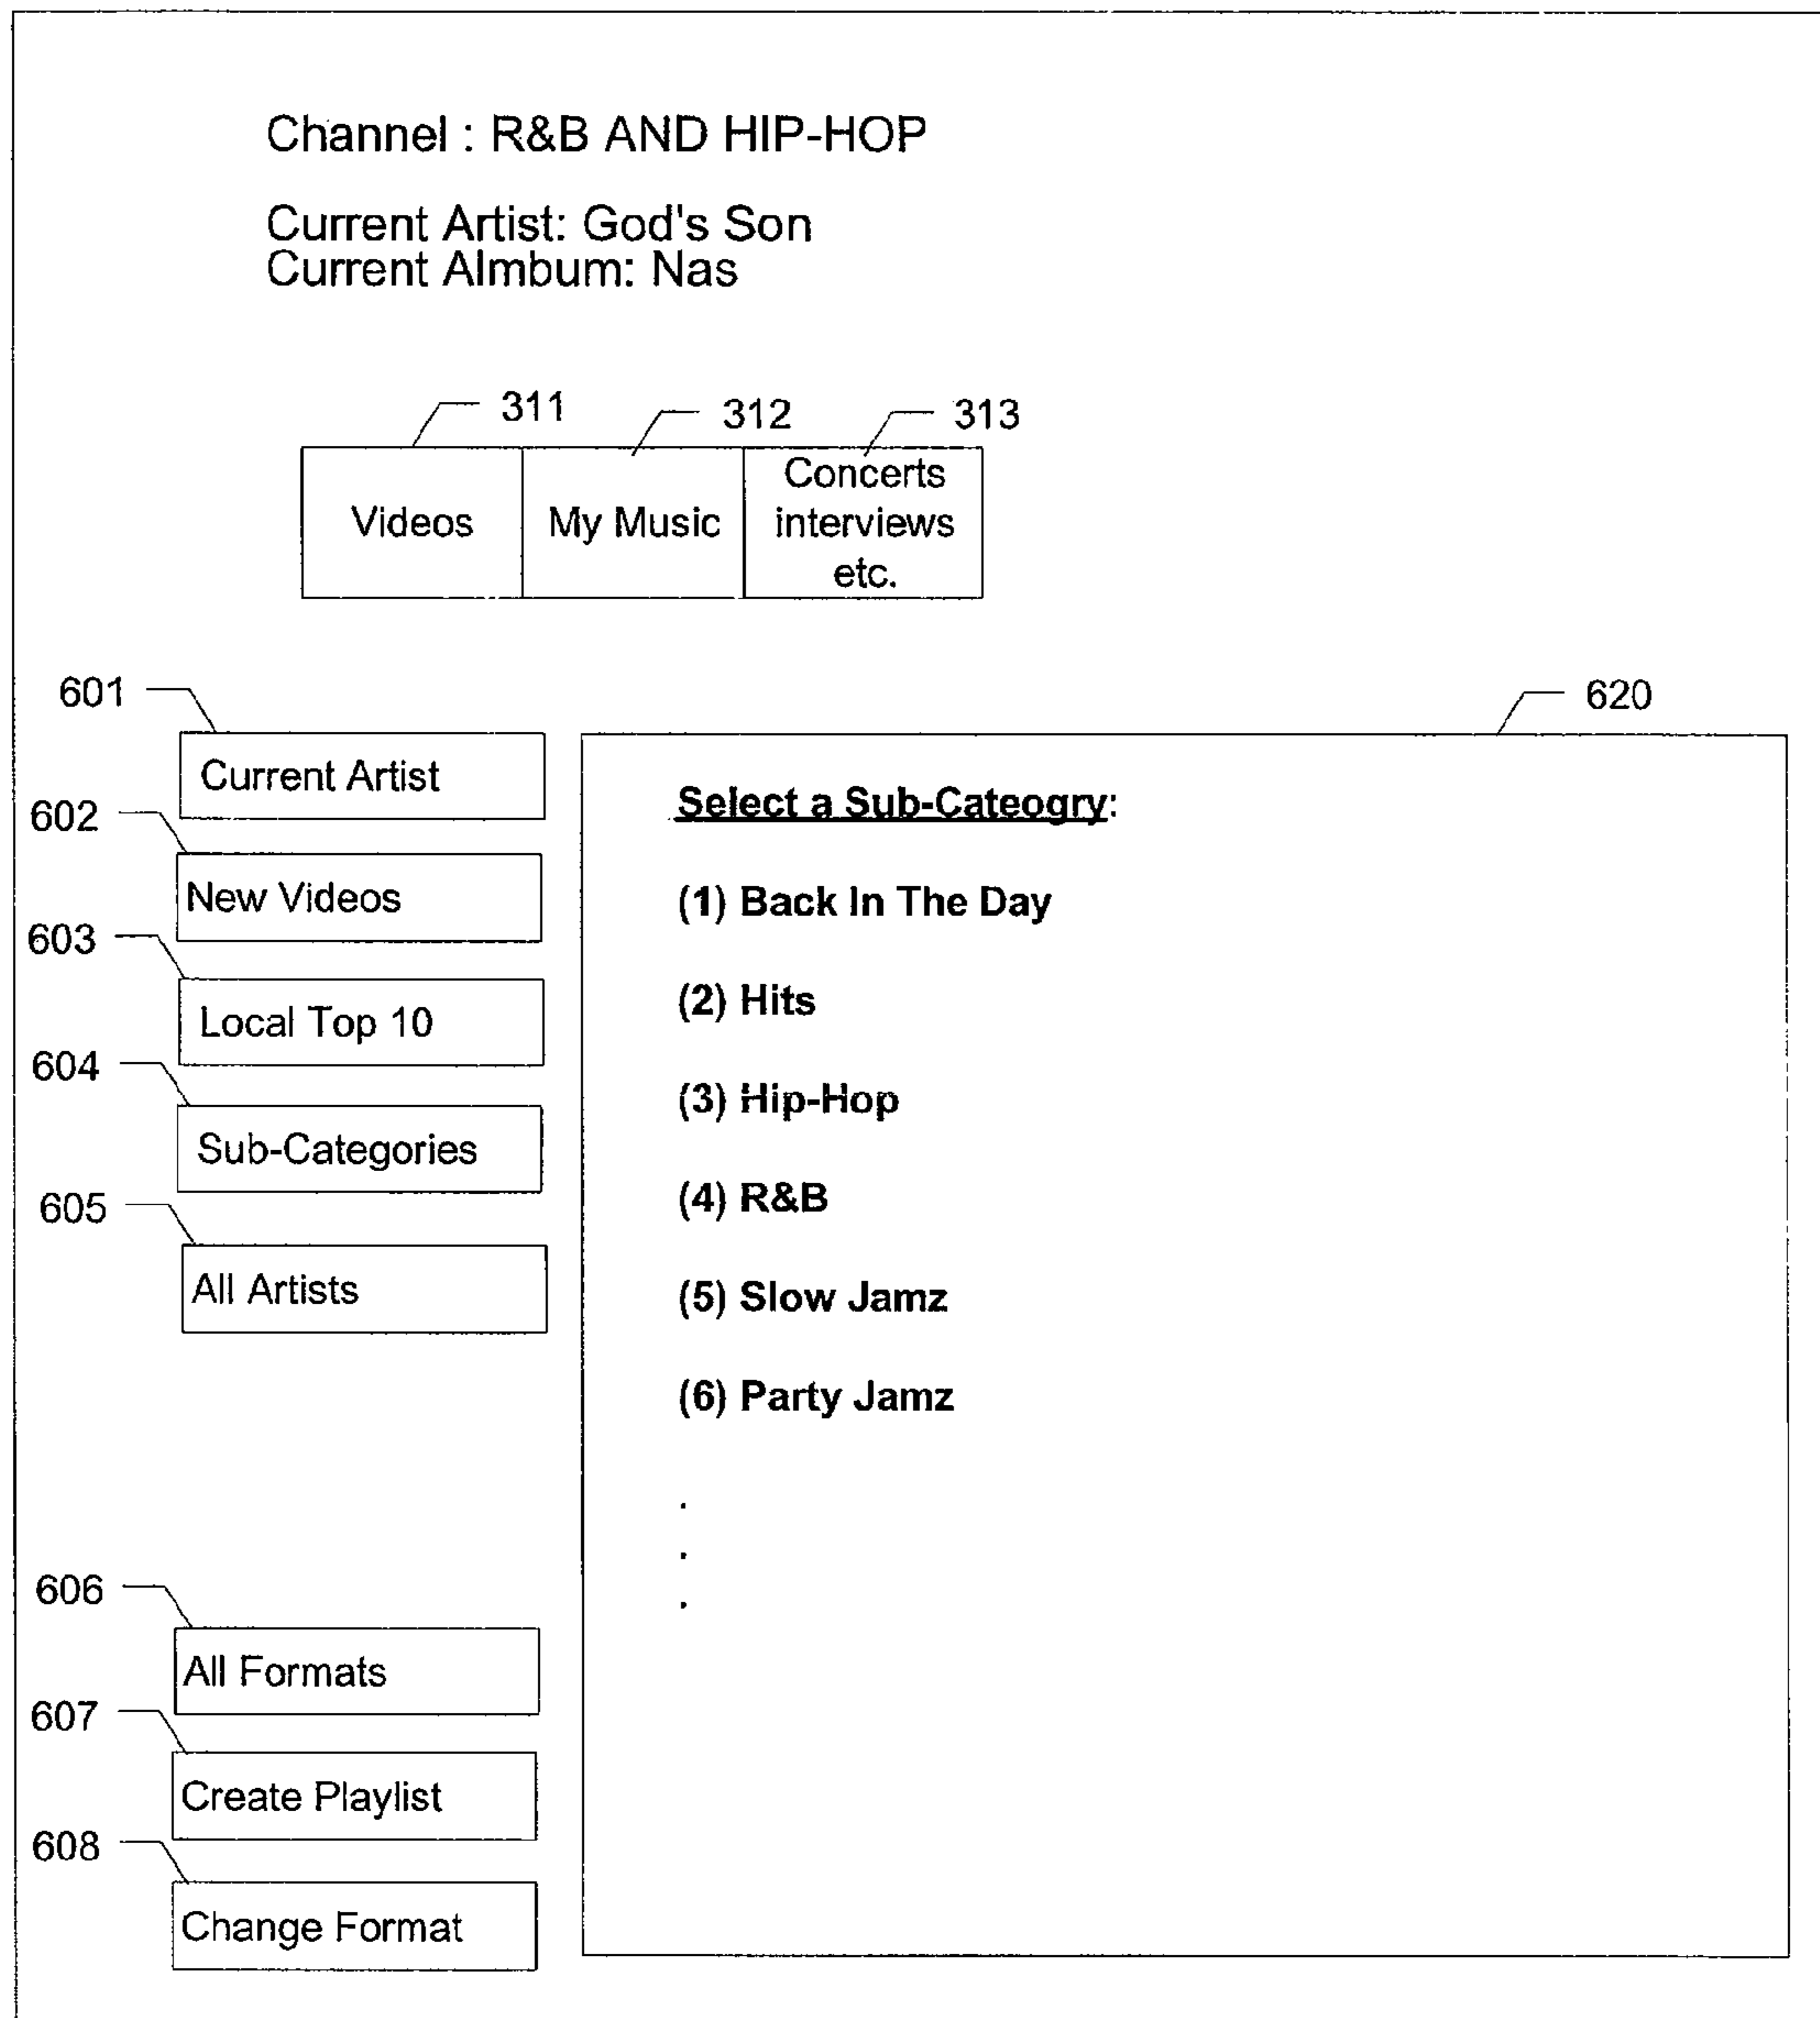 Channel : R&B AND HIP-HOP
Current Artist: God's Son
Current Almbum: Nas
311
312
313
Videos
My Music
Concerts
interviews
etc.
601
620
Current Artist
Select a Sub-Cateogry:
602
New Videos
(1) Back In The Day
603
Local Top 10
(2) Hits
604
Sub-Categories
(3) Hip-Hop
605
All Artists
(4) R&B
(5) Slow Jamz
(6) Party Jamz
.
.
.
606
All Formats
607
Create Playlist
608
Change Format